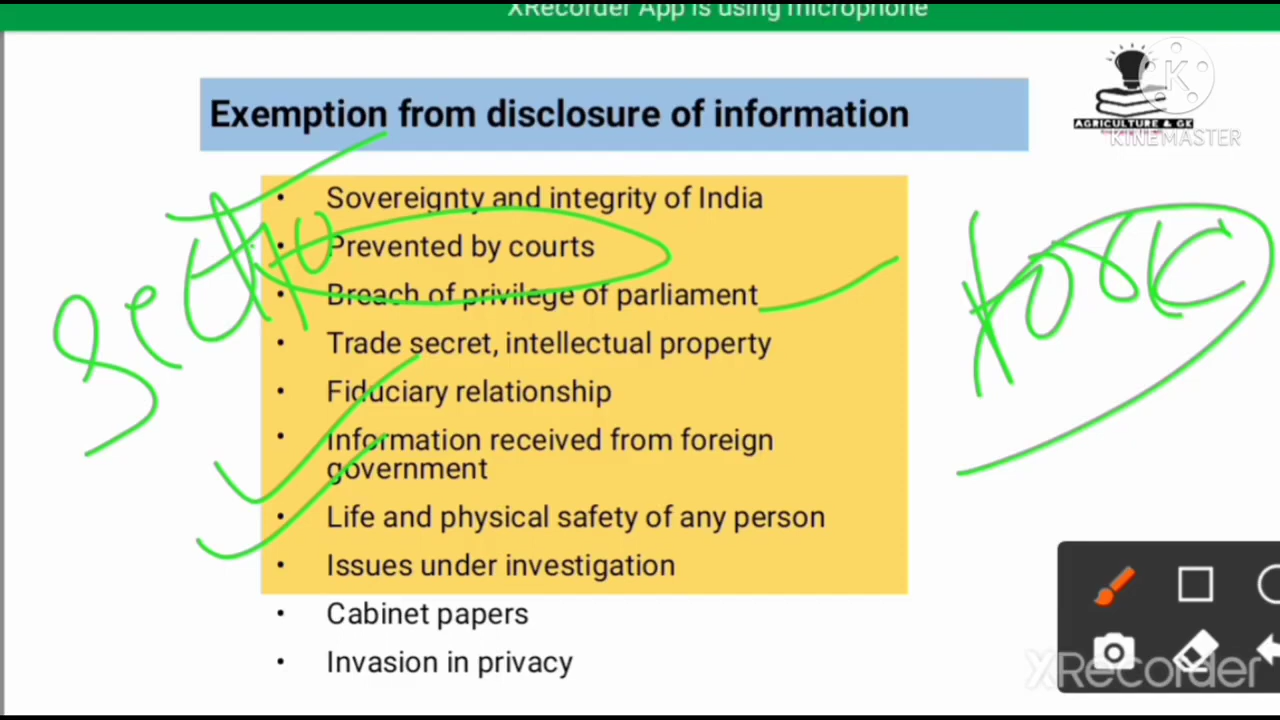 XRecorder App is using microphone
Exemption from disclosure of information
AGRICULTURE & GK
KINEMASTER
• Sovereignty and integrity of India
• Prevented by courts
• Breach of privilege of parliament
• Trade secret, intellectual property
• Fiduciary relationship
• Information received from foreign
government
• Life and physical safety of any person
• Issues under investigation
• Cabinet papers
• Invasion in privacy
XRecorder